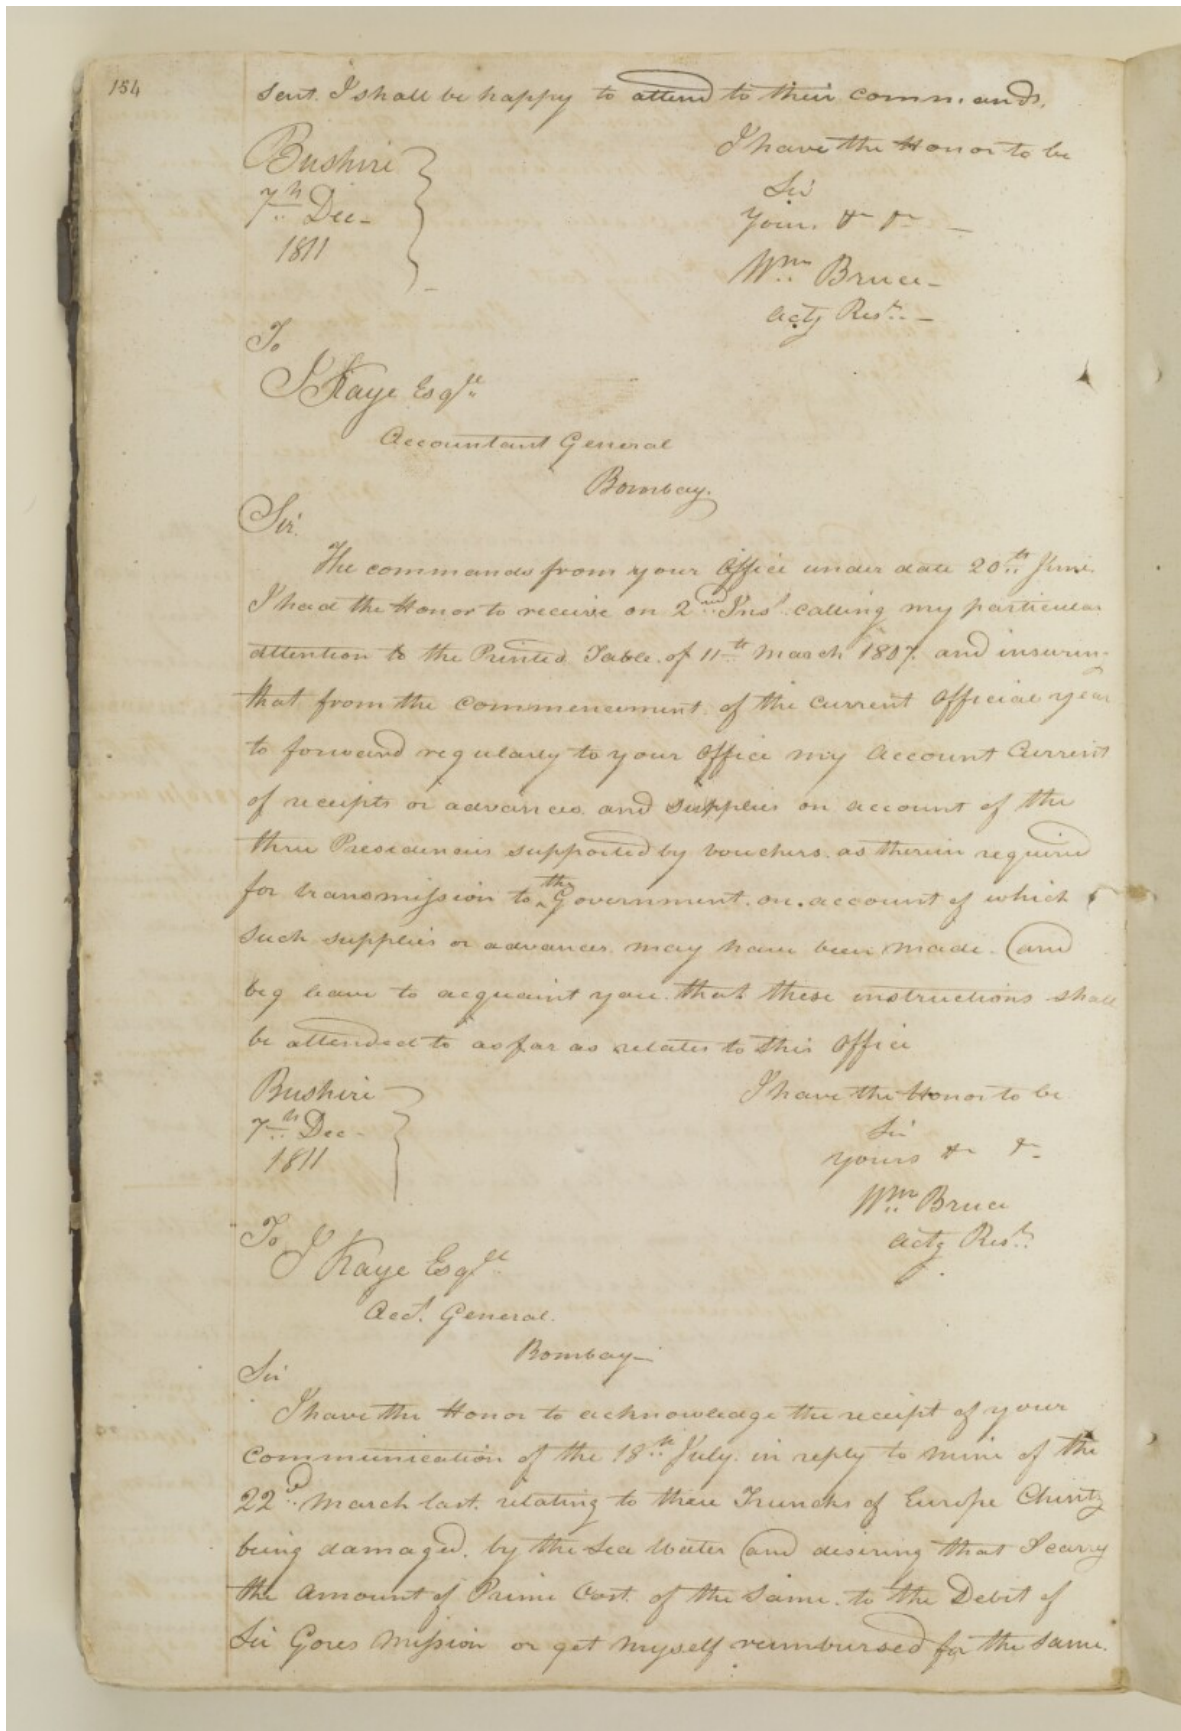 154
sent. I shall be happy to attend to their commands.
Bushire
7th Dec-
1811
I have the Honor to be
Sir
Yours &c &c
Wm Bruce
Actg Rest.
To
J Kaye Esqre
Accountant General
Bombay.
Sir.
The commands from your Office under date 20th June
I had the Honor to receive on 2nd Inst. calling my particular
attention to the Printed Table of 11th March 1807. and
that from the commencement of the current Official year
to forward regularly to your Office my Account Current
of receipts or advances and supplies on account of the
three Presidencies supported by vouchers. as therein required
for transmission to the Government. on account of which
such supplies or advances may have been made. and
beg leave to acquaint you. that these instructions shall
be attended to as far as relates to this Office
Bushire
7th Dec-
1811
I have the Honor to be
Sir
yours &c &c
Wm Bruce
Actg Rest.
To
J Kaye Esqre
Acct. General.
Bombay-
Sir
I have the Honor to acknowledge the receipt of your
communication of the 18th July. in reply to mine of the
22d March last. relating to three Trunks of Europe Chintz
being damaged. by the Sea Water and desiring that I carry
the amount of Prime Cost. of the same. to the Debit of
Sir Gores Mission or get myself reimbursed for the same.